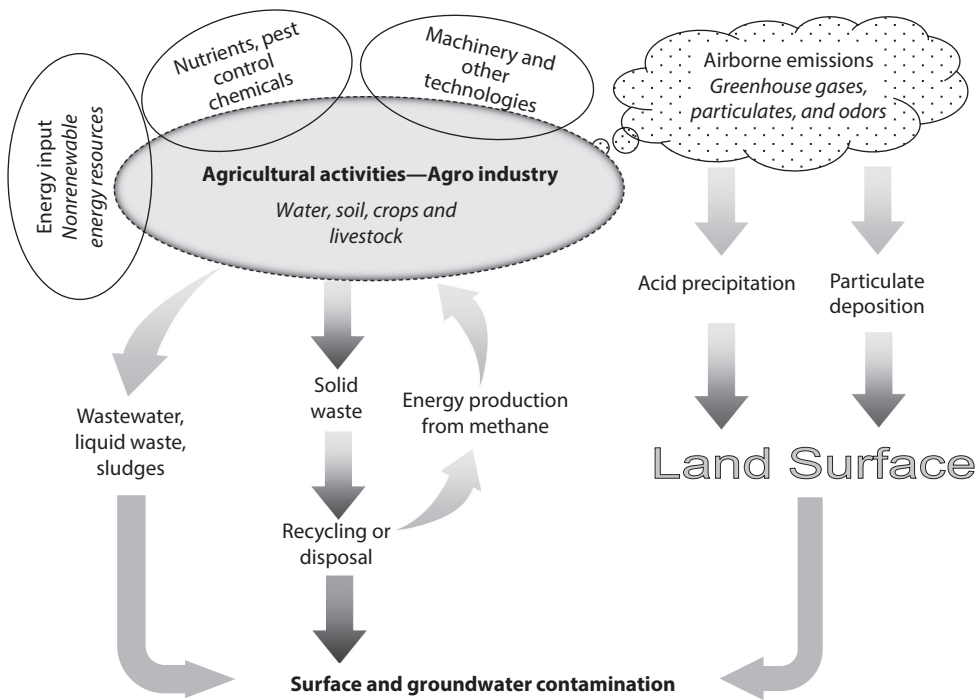 Energy input
Nonrenewable
energy resources
Nutrients, pest
control
chemicals
Machinery and
other
technologies
Agricultural activities—Agro industry
Water, soil, crops and
livestock
Airborne emissions
Greenhouse gases,
particulates, and odors
Acid precipitation
Particulate
deposition
Wastewater,
liquid waste,
sludges
Solid
waste
Energy production
from methane
Recycling or
disposal
Land Surface
Surface and groundwater contamination